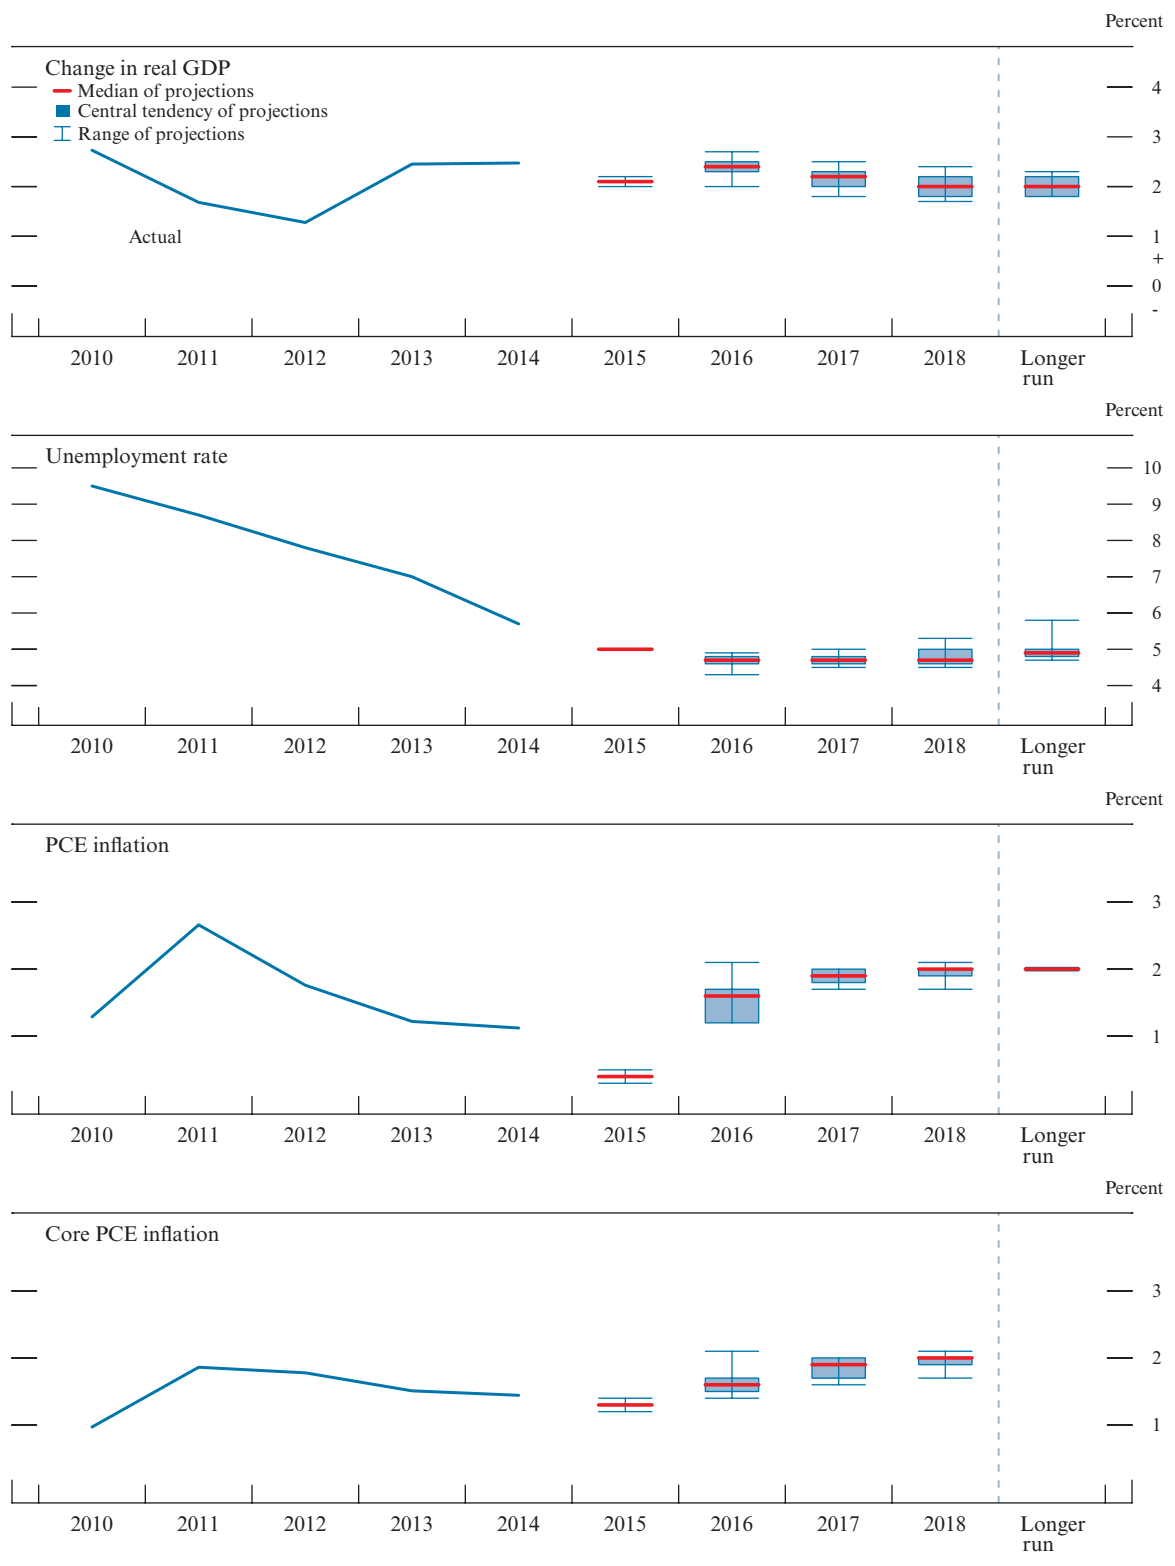 Percent
Change in real GDP
Median of projections
Central tendency of projections
Range of projections
Actual
4
3
2
1
+
0
-
2010 2011 2012 2013 2014 2015 2016 2017 2018 Longer
run
Percent
Unemployment rate
10
9
8
7
6
5
4
2010 2011 2012 2013 2014 2015 2016 2017 2018 Longer
run
Percent
PCE inflation
3
2
1
2010 2011 2012 2013 2014 2015 2016 2017 2018 Longer
run
Percent
Core PCE inflation
3
2
1
2010 2011 2012 2013 2014 2015 2016 2017 2018 Longer
run